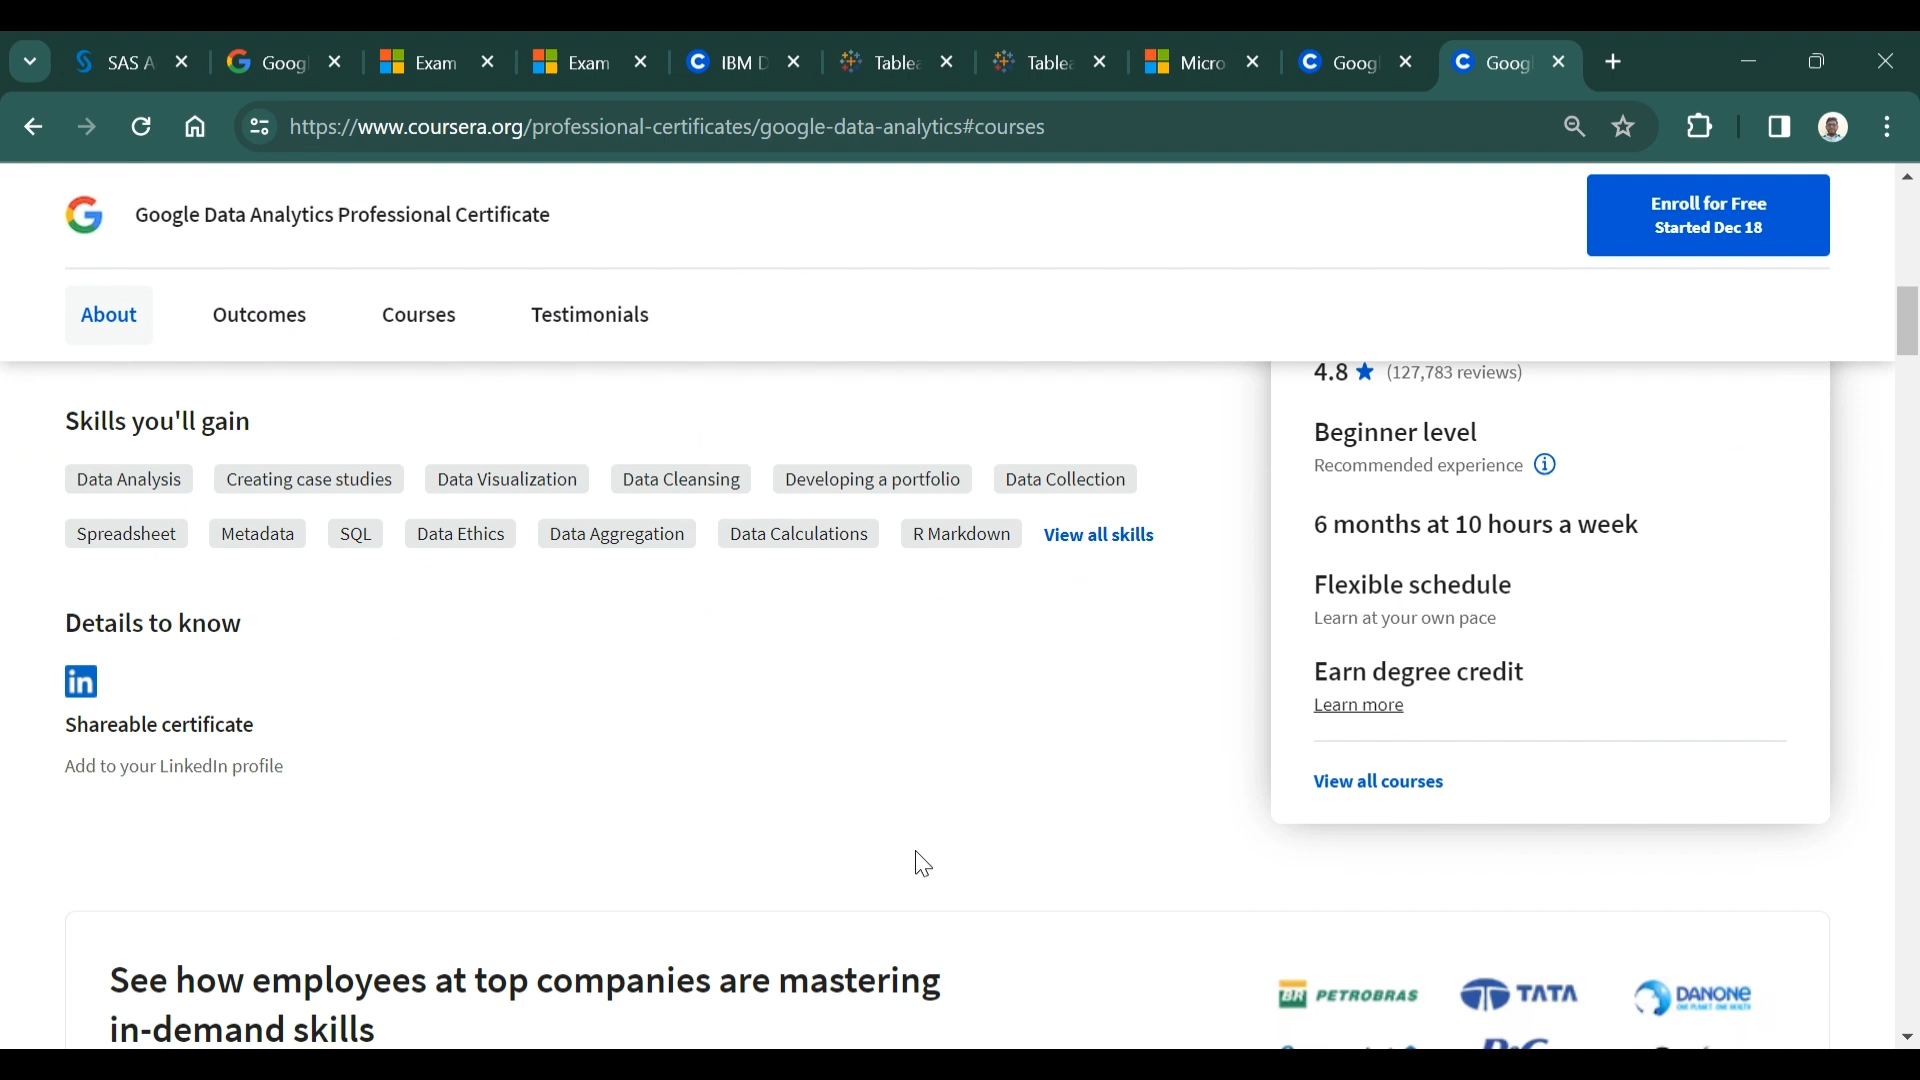 SAS A
Goog
Exam
Exam
IBM D
Table
Table
Micro
Goog
Goog
https://www.coursera.org/professional-certificates/google-data-analytics#courses
Google Data Analytics Professional Certificate
Enroll for Free
Started Dec 18
About Outcomes Courses Testimonials
4.8 ★ (127,783 reviews)
Skills you'll gain
Beginner level
Recommended experience
Data Analysis Creating case studies Data Visualization Data Cleansing Developing a portfolio Data Collection
6 months at 10 hours a week
Spreadsheet Metadata SQL Data Ethics Data Aggregation Data Calculations R Markdown View all skills
Flexible schedule
Learn at your own pace
Details to know
Earn degree credit
Learn more
in
Shareable certificate
Add to your LinkedIn profile
View all courses
See how employees at top companies are mastering
in-demand skills
BR PETROBRAS
TATA
DANONE
ONE PLANET. ONE HEALTH